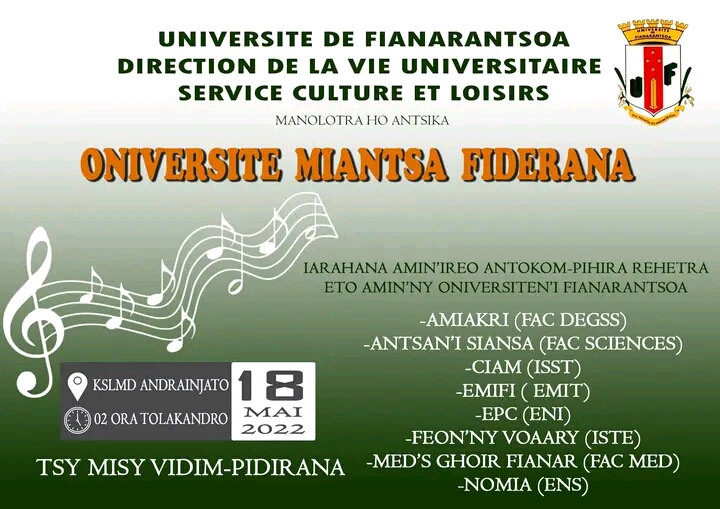 UNIVERSITE DE FIANARANTSOA
DIRECTION DE LA VIE UNIVERSITAIRE
SERVICE CULTURE ET LOISIRS
MANOLOTRA HO ANTSIKA
ONIVERSITE MIANTSA FIDERANA
IARAHANA AMIN'IREO ANTOKOM-PIHIRA REHETRA
ETO AMIN'NY ONIVERSITEN'I FIANARANTSOA
-AMIAKRI (FAC DEGSS)
-ANTSAN'I SIANSA (FAC SCIENCES)
-CIAM (ISST)
-EMIFI ( EMIT)
-EPC (ENI)
-FEON'NY VOAARY (ISTE)
-MED'S GHOIR FIANAR (FAC MED)
-NOMIA (ENS)
KSLMD ANDRAINJATO
02 ORA TOLAKANDRO
18
MAI
2022
TSY MISY VIDIM-PIDIRANA
UNIVERSITE
FIANARANTSOA
U F